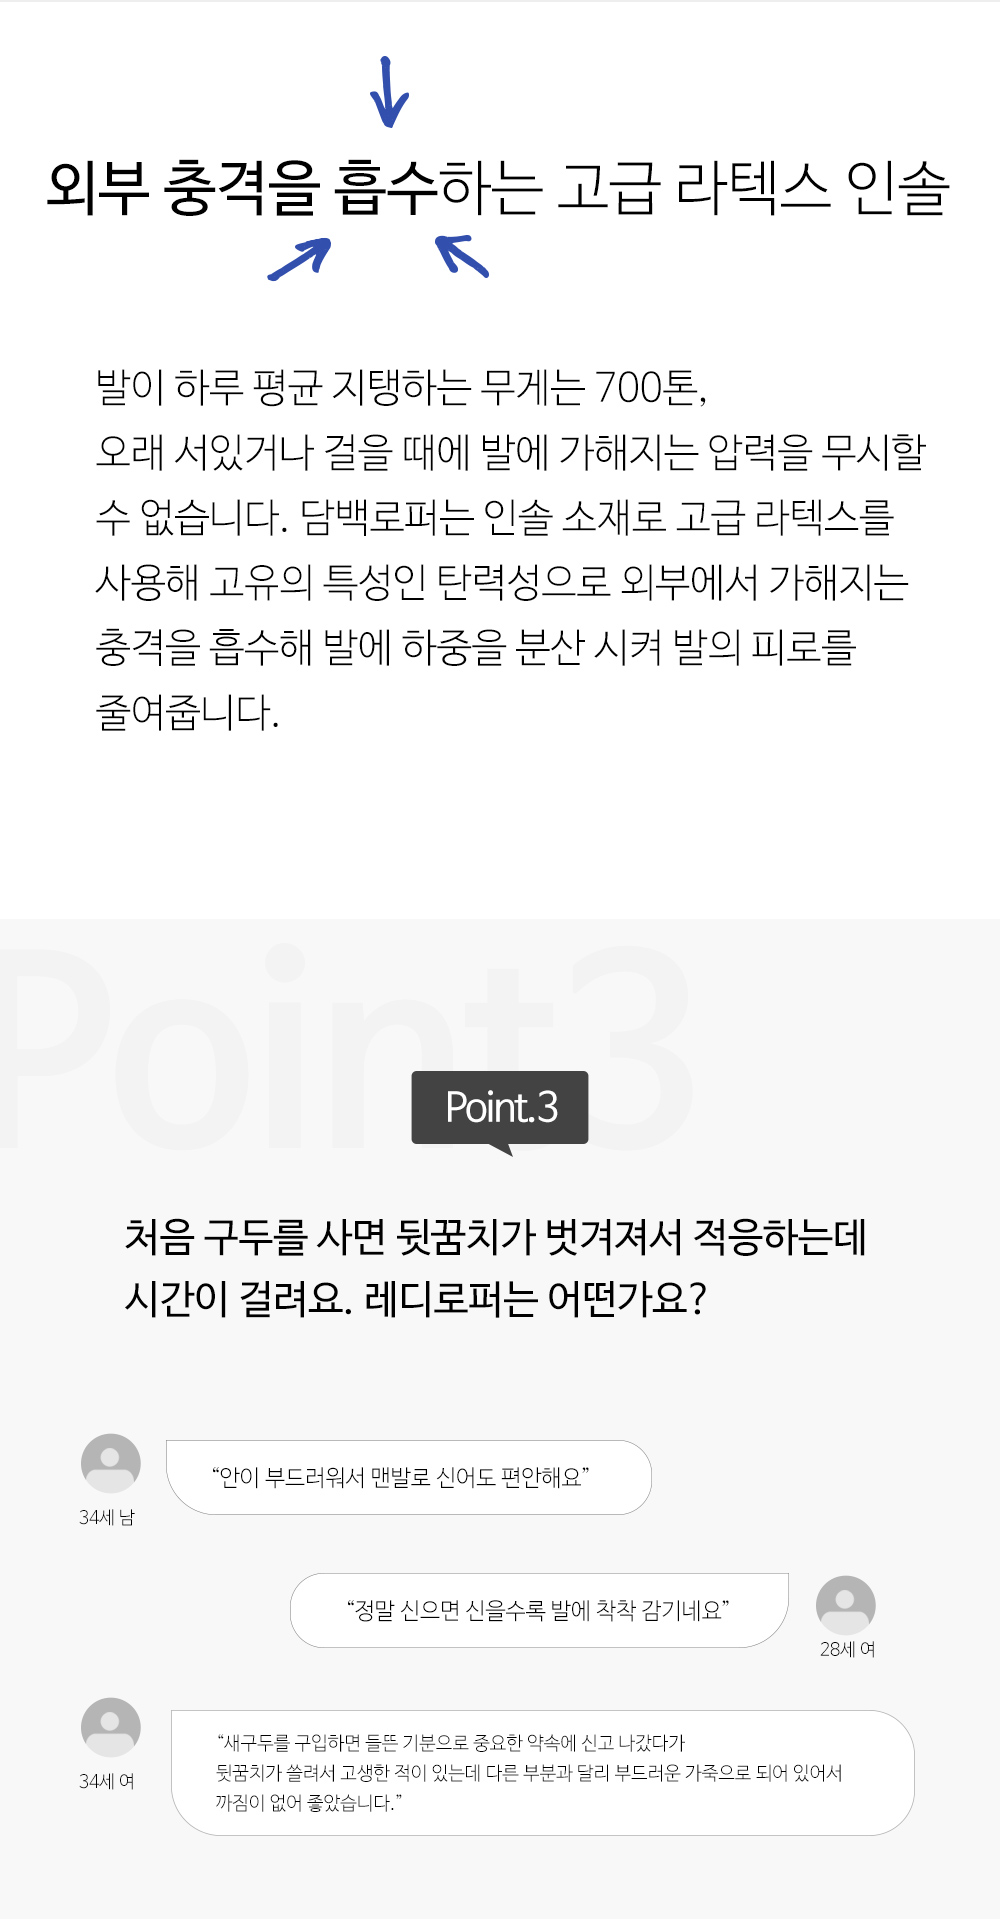 외부 충격을 흡수하는 고급 라텍스 인솔
발이 하루 평균 지탱하는 무게는 700톤,
오래 서있거나 걸을 때에 발에 가해지는 압력을 무시할
수 없습니다. 담백로퍼는 인솔 소재로 고급 라텍스를
사용해 고유의 특성인 탄력성으로 외부에서 가해지는
충격을 흡수해 발에 하중을 분산 시켜 발의 피로를
줄여줍니다.
Point3
Point.3
처음 구두를 사면 뒷꿈치가 벗겨져서 적응하는데
시간이 걸려요. 레디로퍼는 어떤가요?
“안이 부드러워서 맨발로 신어도 편안해요”
34세 남
“정말 신으면 신을수록 발에 착착 감기네요”
28세 여
“새구두를 구입하면 들뜬 기분으로 중요한 약속에 신고 나갔다가
뒷꿈치가 쓸려서 고생한 적이 있는데 다른 부분과 달리 부드러운 가죽으로 되어 있어서
까짐이 없어 좋았습니다.”
34세 여